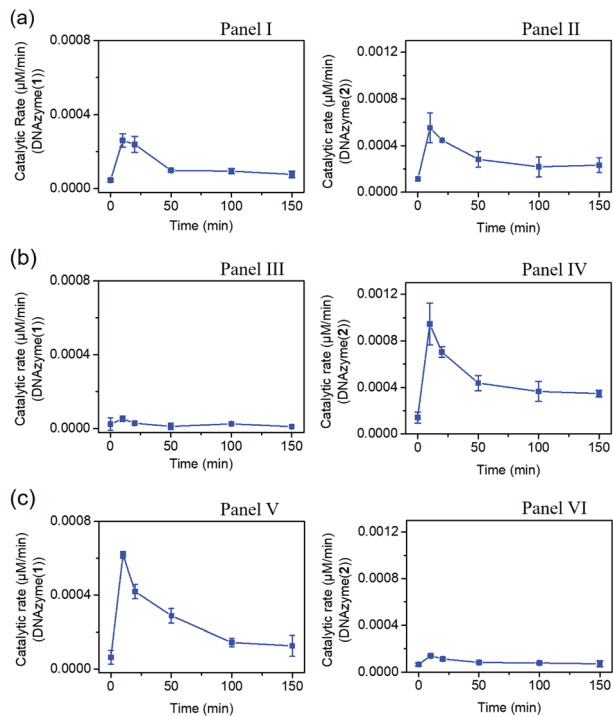 (a)
Panel I
Catalytic Rate (μM/min)
(DNAzyme(1))
0.0008
0.0004
0.0000
0 50 100 150
Time (min)
Panel II
Catalytic rate (μM/min)
(DNAzyme(2))
0.0012
0.0008
0.0004
0.0000
0 50 100 150
Time (min)
(b)
Panel III
Catalytic rate (μM/min)
(DNAzyme(1))
0.0008
0.0004
0.0000
0 50 100 150
Time (min)
Panel IV
Catalytic rate (μM/min)
(DNAzyme(2))
0.0012
0.0008
0.0004
0.0000
0 50 100 150
Time (min)
(c)
Panel V
Catalytic rate (μM/min)
(DNAzyme(1))
0.0008
0.0004
0.0000
0 50 100 150
Time (min)
Panel VI
Catalytic rate (μM/min)
(DNAzyme(2))
0.0012
0.0008
0.0004
0.0000
0 50 100 150
Time (min)